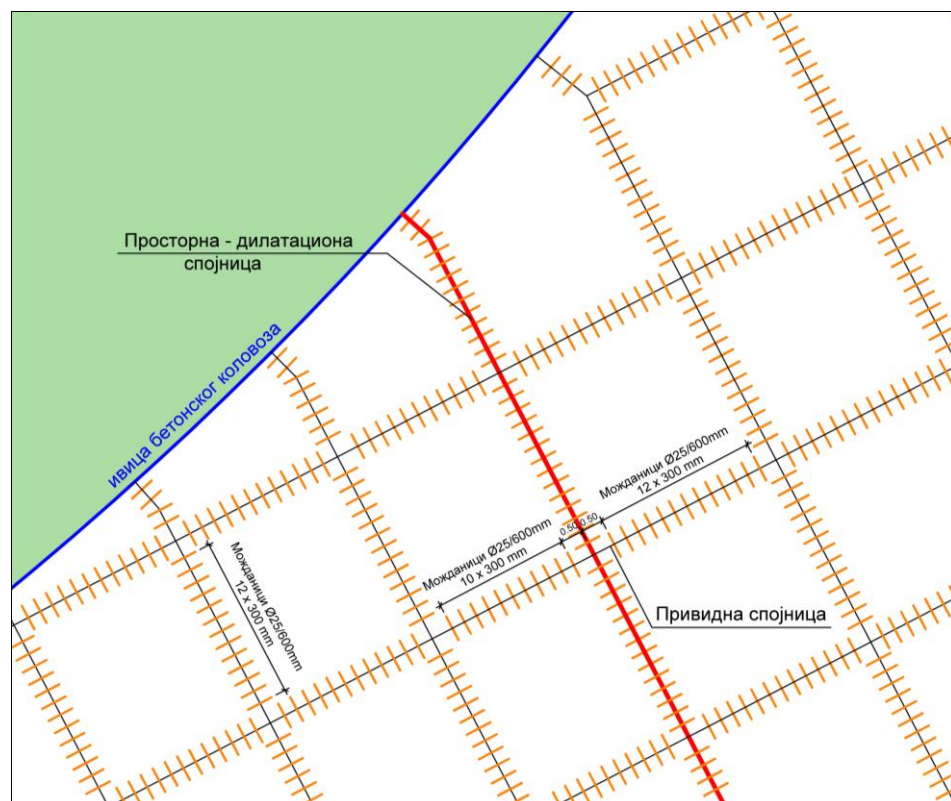 Просторна - дилатациона
спојница
ивица бетонског коловоза
Можданици Ø25/600mm
12 x 300 mm
0.50
0.50
Можданици Ø25/600mm
10 x 300 mm
Можданици Ø25/600mm
12 x 300 mm
Привидна спојница